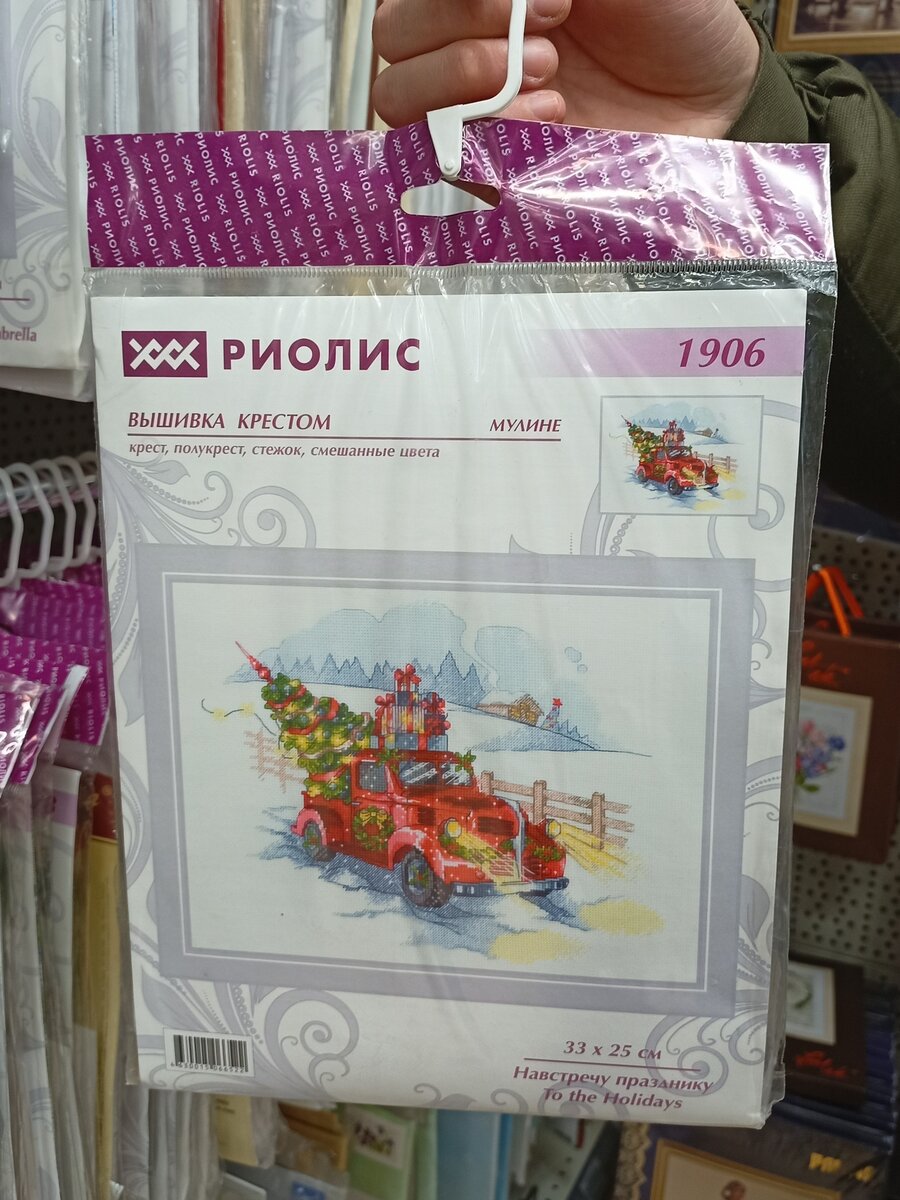 РИОЛИС RIOLIS
РИОЛИС
1906
ВЫШИВКА КРЕСТОМ
МУЛИНЕ
крест, полукрест, стежок, смешанные цвета
33 x 25 см
Навстречу празднику
To the Holidays
brella